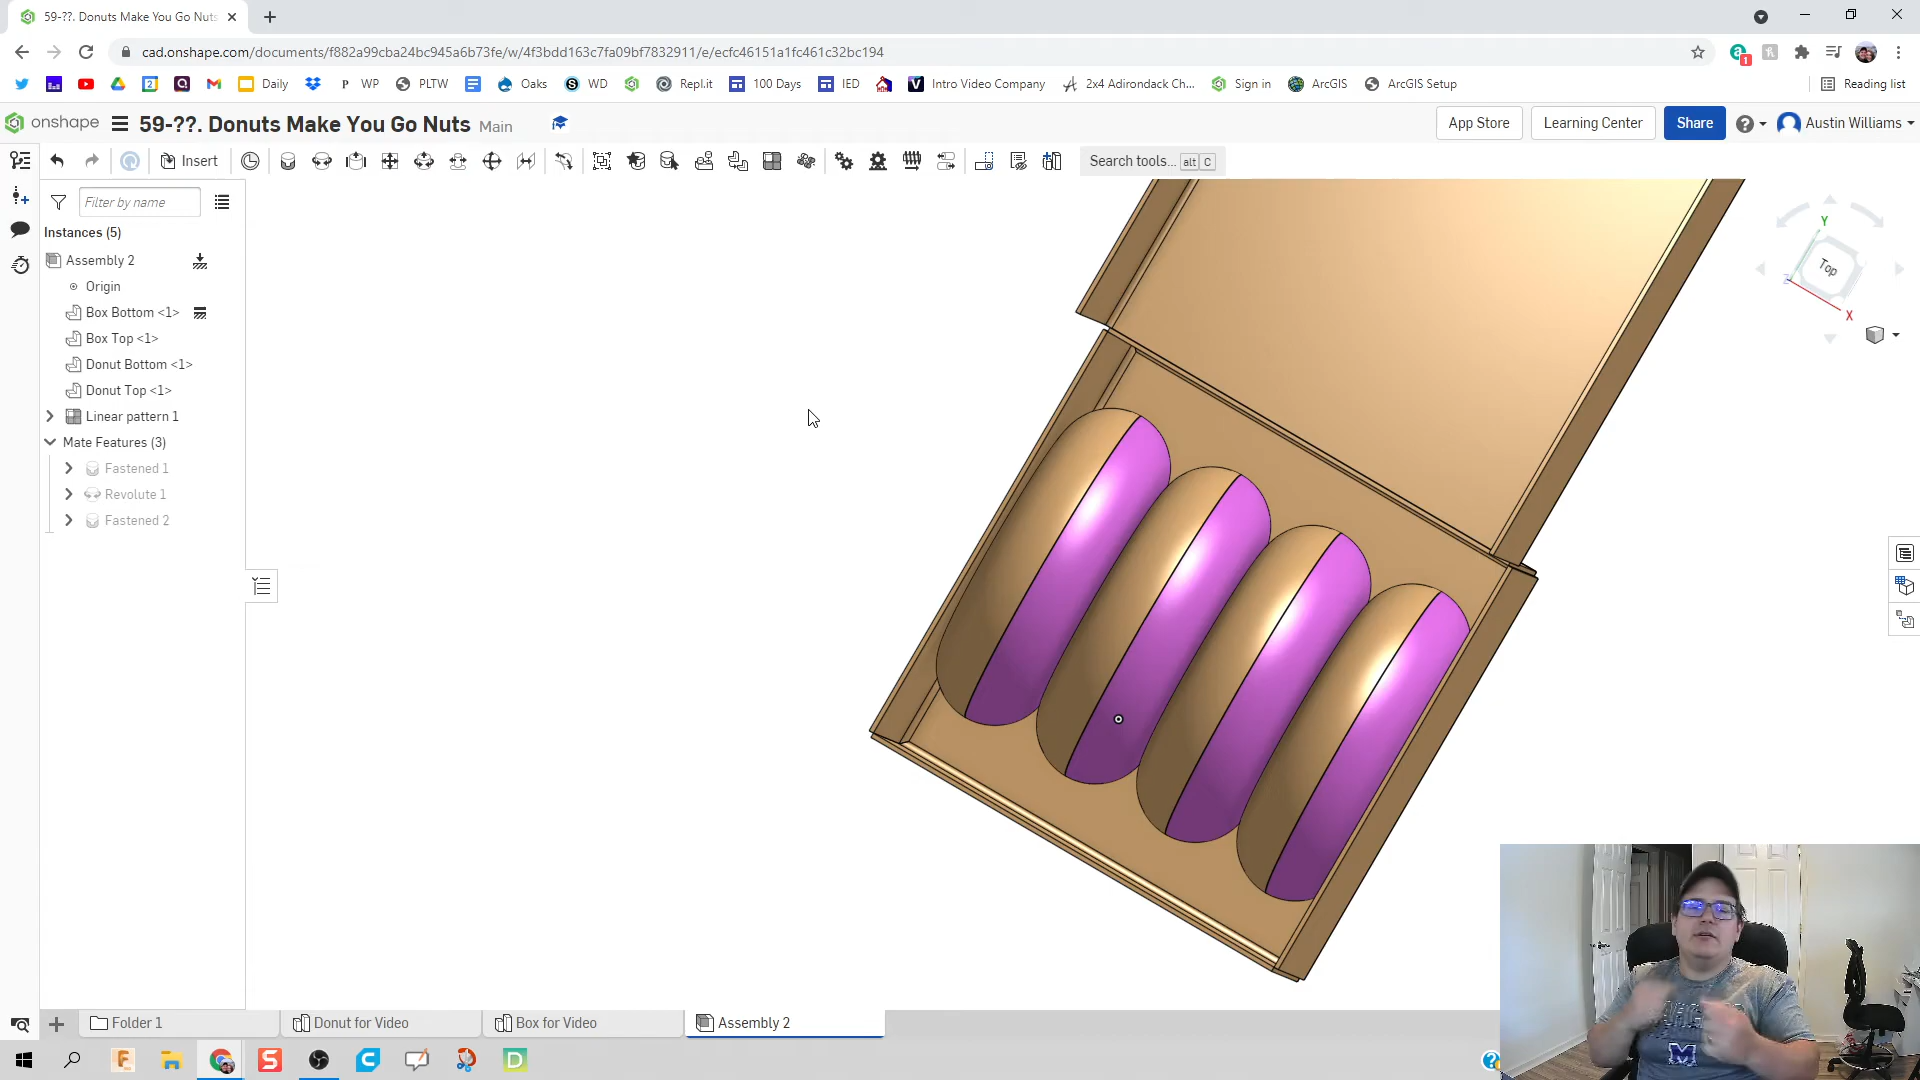 59-??. Donuts Make You Go Nuts
cad.onshape.com/documents/f882a99cba24bc945a6b73fe/w/4f3bdd163c7fa09bf7832911/e/ecfc46151a1fc461c32bc194
1
Daily P WP PLTW Oaks S WD Repl.it 100 Days IED V Intro Video Company 2x4 Adirondack Ch... Sign in ArcGIS ArcGIS Setup Reading list
onshape 59-??. Donuts Make You Go Nuts Main App Store Learning Center Share Austin Williams
Insert Search tools... alt C
Filter by name
Instances (5)
Assembly 2
Origin
Box Bottom <1>
Box Top <1>
Donut Bottom <1>
Donut Top <1>
Linear pattern 1
Mate Features (3)
Fastened 1
Revolute 1
Fastened 2
Y
Top
Z
X
M
Folder 1 Donut for Video Box for Video Assembly 2